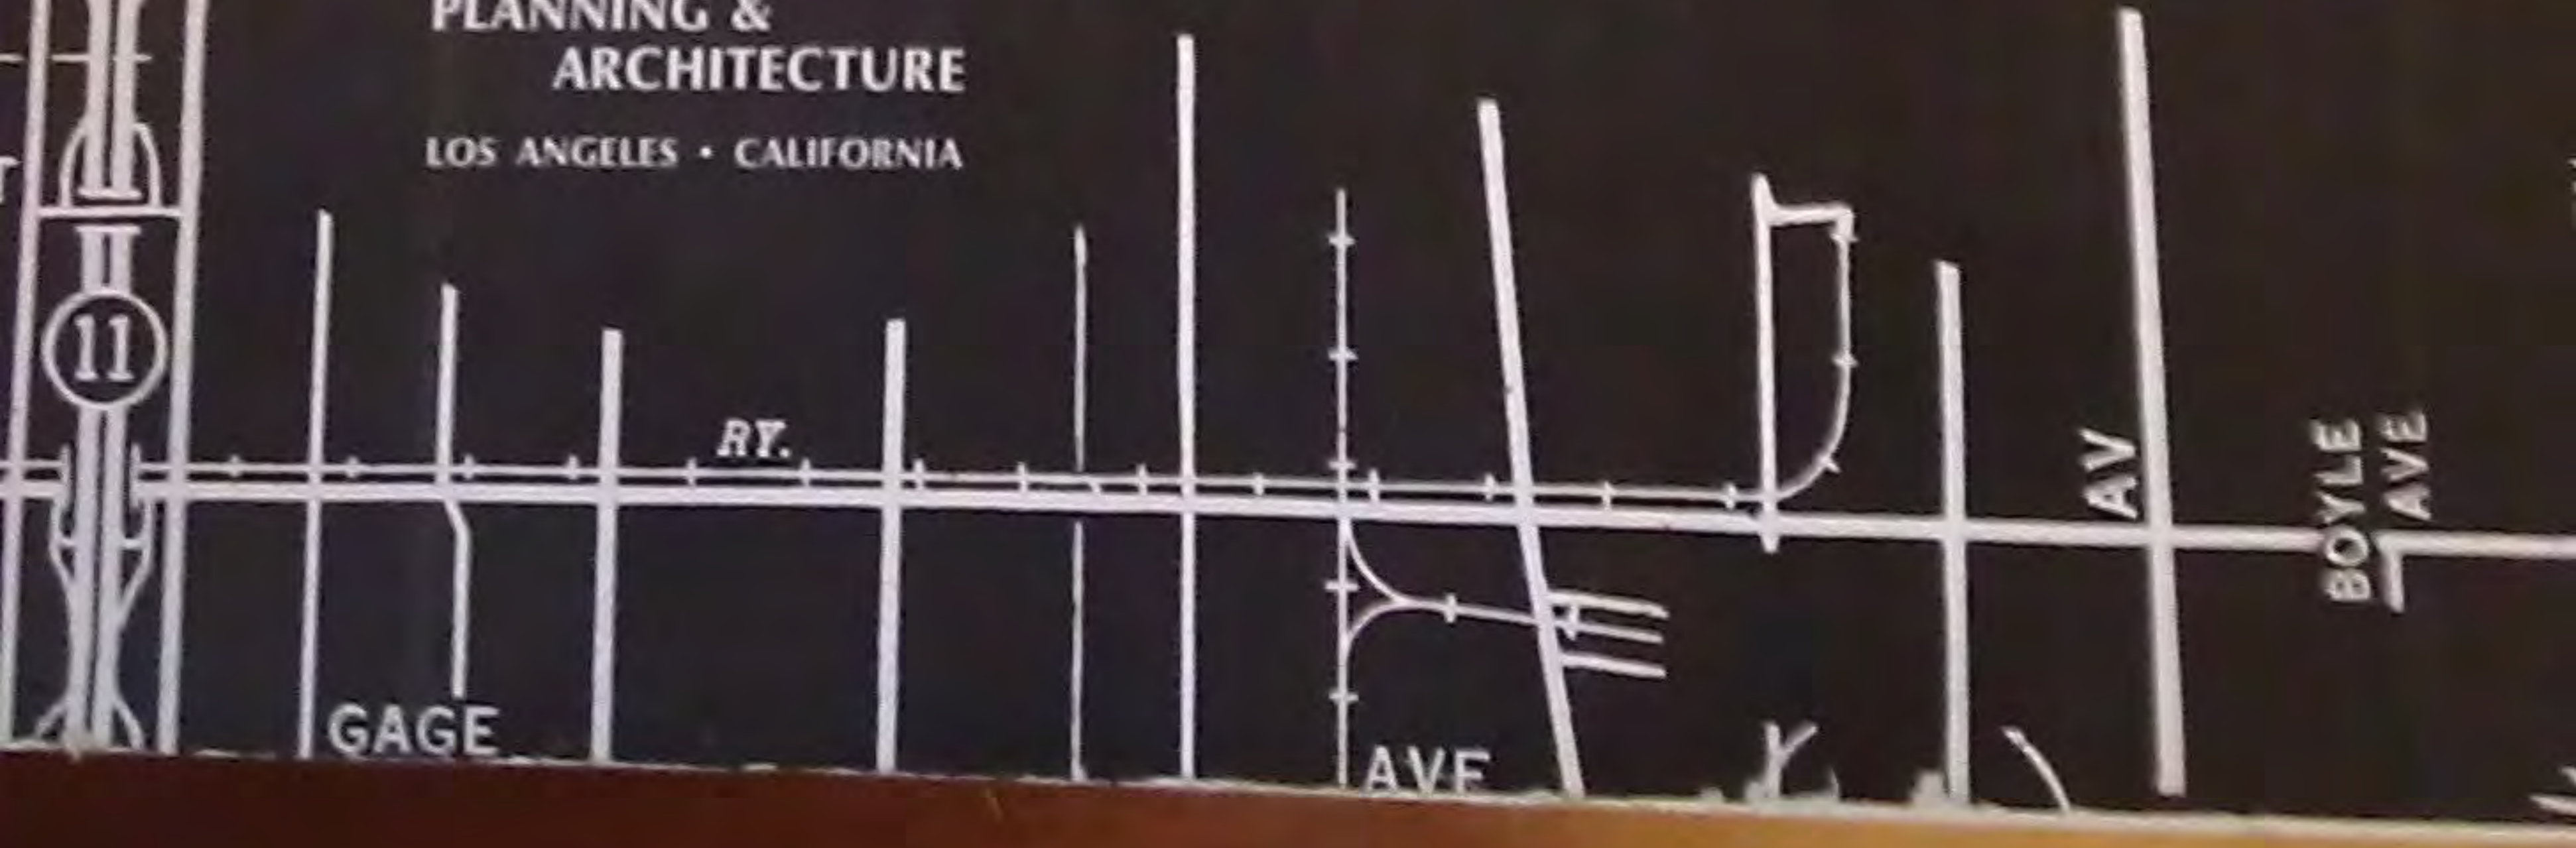 PLANNING &
ARCHITECTURE
LOS ANGELES • CALIFORNIA
11
RY.
AV
BOYLE
AVE
GAGE
AVE